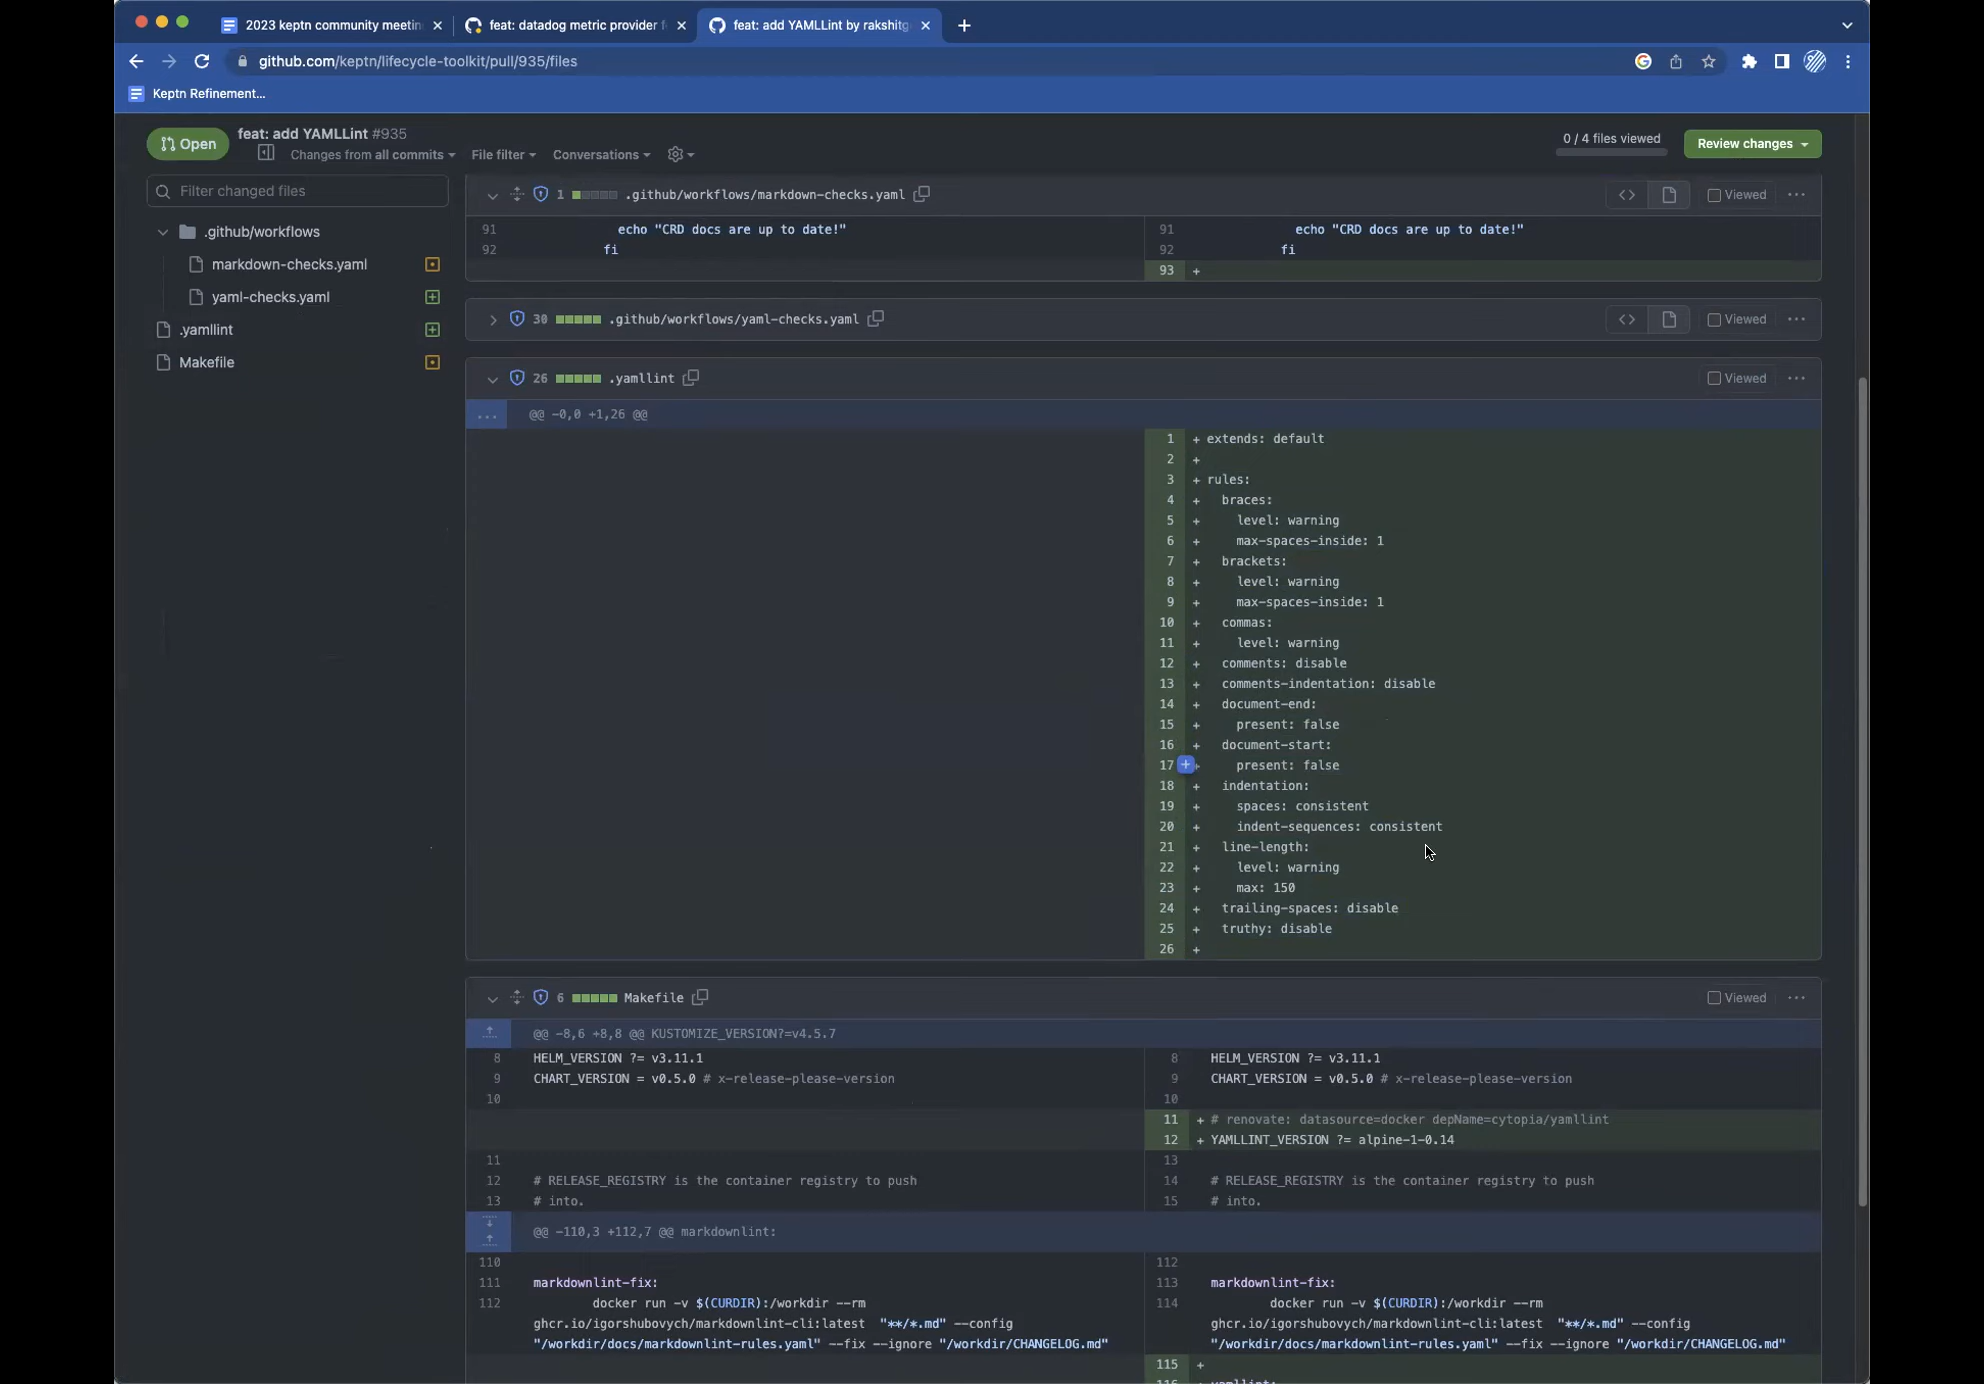 2023 keptn community meetin
feat: datadog metric provider f
feat: add YAMLLint by rakshitg
github.com/keptn/lifecycle-toolkit/pull/935/files
Keptn Refinement...
Open
feat: add YAMLLint #935
Changes from all commits
File filter
Conversations
0 / 4 files viewed
Review changes
Filter changed files
.github/workflows
markdown-checks.yaml
yaml-checks.yaml
.yamllint
Makefile
1 .github/workflows/markdown-checks.yaml
Viewed
91 echo "CRD docs are up to date!" 91 echo "CRD docs are up to date!"
92 fi 92 fi
93 +
30 .github/workflows/yaml-checks.yaml
Viewed
26 .yamllint
Viewed
... @@ -0,0 +1,26 @@
1 + extends: default
2 +
3 + rules:
4 + braces:
5 + level: warning
6 + max-spaces-inside: 1
7 + brackets:
8 + level: warning
9 + max-spaces-inside: 1
10 + commas:
11 + level: warning
12 + comments: disable
13 + comments-indentation: disable
14 + document-end:
15 + present: false
16 + document-start:
17 + present: false
18 + indentation:
19 + spaces: consistent
20 + indent-sequences: consistent
21 + line-length:
22 + level: warning
23 + max: 150
24 + trailing-spaces: disable
25 + truthy: disable
26 +
6 Makefile
Viewed
@@ -8,6 +8,8 @@ KUSTOMIZE_VERSION?=v4.5.7
8 HELM_VERSION ?= v3.11.1 8 HELM_VERSION ?= v3.11.1
9 CHART_VERSION = v0.5.0 # x-release-please-version 9 CHART_VERSION = v0.5.0 # x-release-please-version
10 10
11 + # renovate: datasource=docker depName=cytopia/yamllint
12 + YAMLLINT_VERSION ?= alpine-1-0.14
11 13
12 # RELEASE_REGISTRY is the container registry to push 14 # RELEASE_REGISTRY is the container registry to push
13 # into. 15 # into.
@@ -110,3 +112,7 @@ markdownlint:
110 112
111 markdownlint-fix: 113 markdownlint-fix:
112 docker run -v $(CURDIR):/workdir --rm 114 docker run -v $(CURDIR):/workdir --rm
ghcr.io/igorshubovych/markdownlint-cli:latest "**/*.md" --config ghcr.io/igorshubovych/markdownlint-cli:latest "**/*.md" --config
"/workdir/docs/markdownlint-rules.yaml" --fix --ignore "/workdir/CHANGELOG.md" "/workdir/docs/markdownlint-rules.yaml" --fix --ignore "/workdir/CHANGELOG.md"
115 +